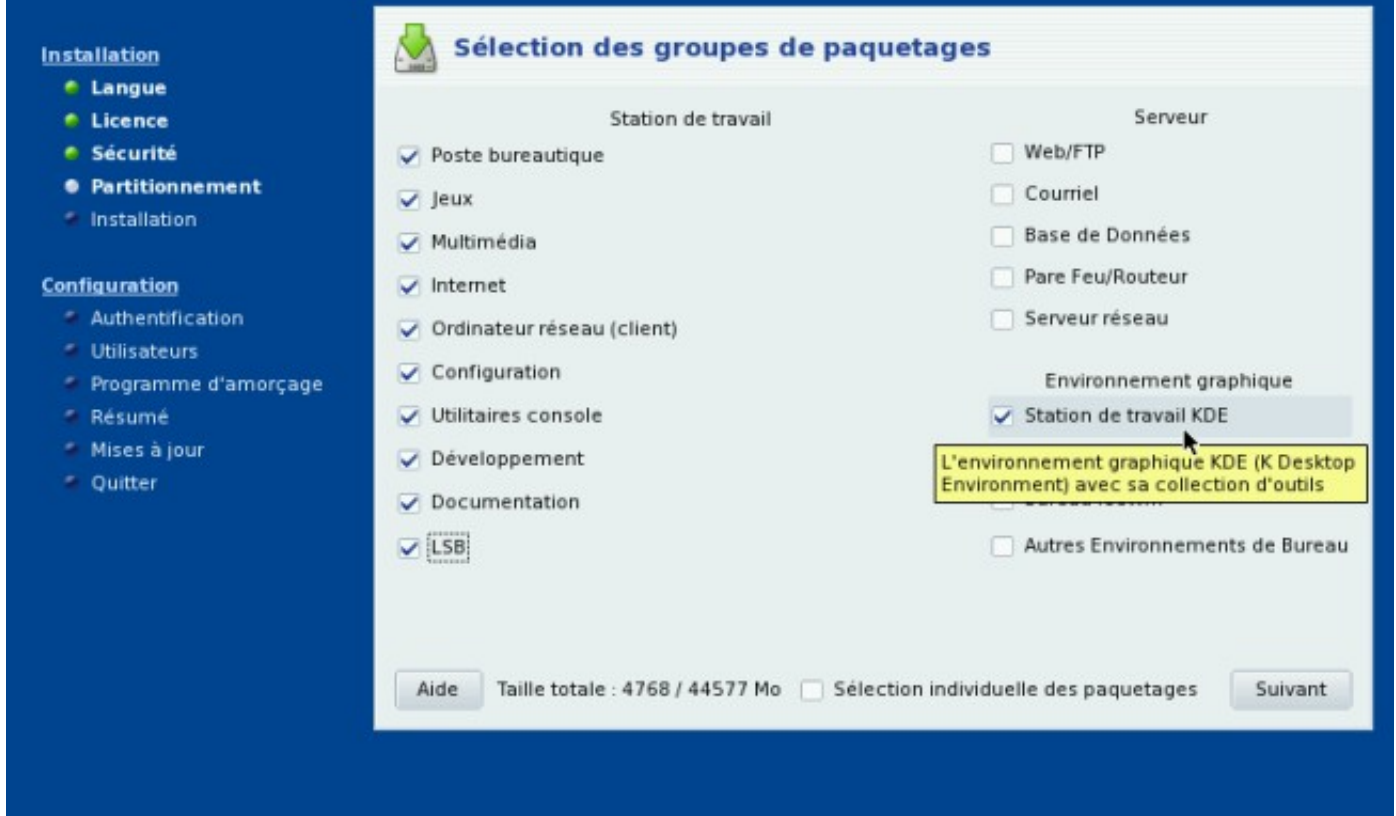 Installation
Langue
Licence
Sécurité
Partitionnement
Installation
Configuration
Authentification
Utilisateurs
Programme d'amorçage
Résumé
Mises à jour
Quitter
Sélection des groupes de paquetages
Station de travail
Poste bureautique
Jeux
Multimédia
Internet
Ordinateur réseau (client)
Configuration
Utilitaires console
Développement
Documentation
LSB
Serveur
Web/FTP
Courriel
Base de Données
Pare Feu/Routeur
Serveur réseau
Environnement graphique
Station de travail KDE
L'environnement graphique KDE (K Desktop
Environment) avec sa collection d'outils
Autres Environnements de Bureau
Aide
Taille totale : 4768 / 44577 Mo
Sélection individuelle des paquetages
Suivant